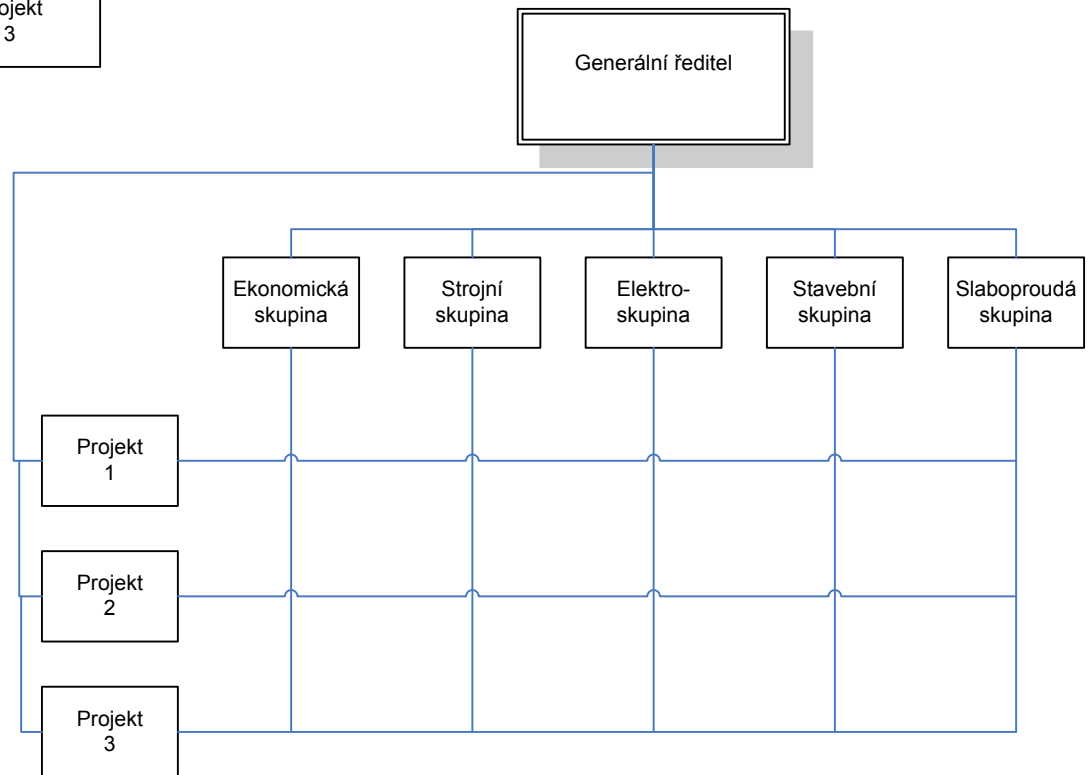 3
Generální ředitel
Ekonomická
skupina
Strojní
skupina
Elektro-
skupina
Stavební
skupina
Slaboproudá
skupina
Projekt
1
Projekt
2
Projekt
3